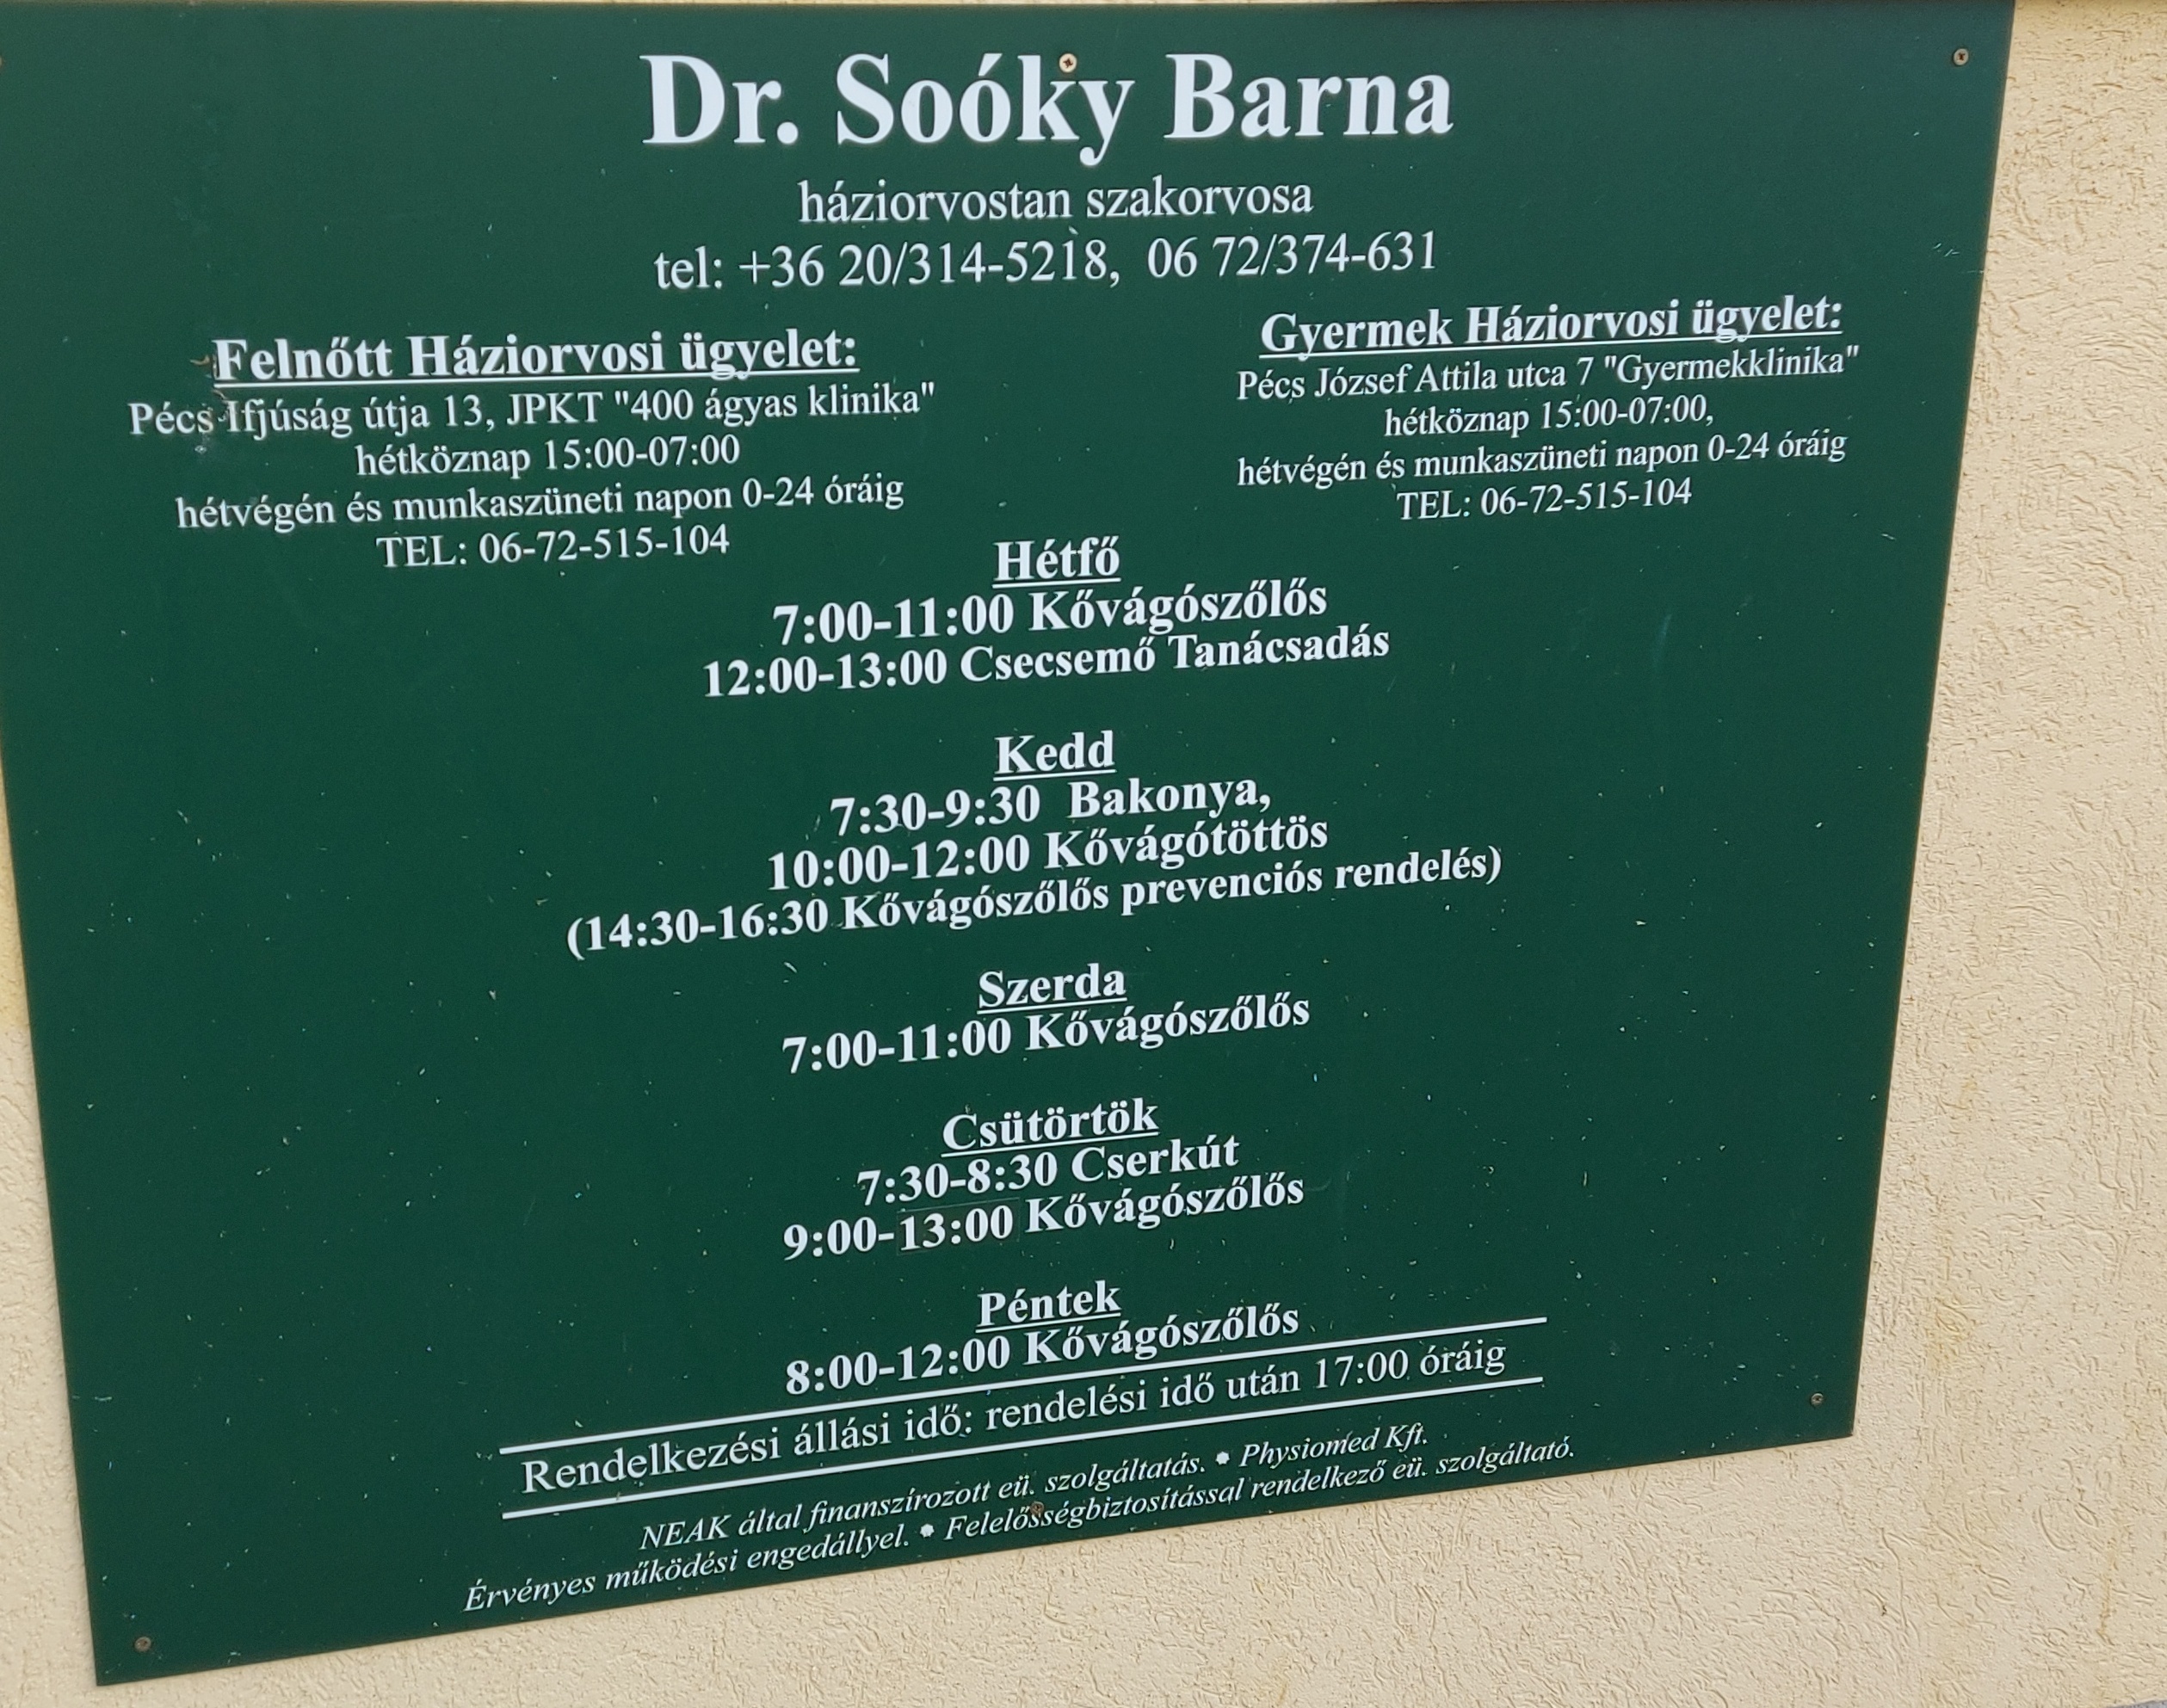 Dr. Soóky Barna
háziorvostan szakorvosa
tel: +36 20/314-5218, 06 72/374-631
Felnőtt Háziorvosi ügyelet:
Pécs Ifjúság útja 13, JPKT "400 ágyas klinika"
hétköznap 15:00-07:00
hétvégén és munkaszüneti napon 0-24 óráig
TEL: 06-72-515-104
Gyermek Háziorvosi ügyelet:
Pécs József Attila utca 7 "Gyermekklinika"
hétköznap 15:00-07:00,
hétvégén és munkaszüneti napon 0-24 óráig
TEL: 06-72-515-104
Hétfő
7:00-11:00 Kővágószőlős
12:00-13:00 Csecsemő Tanácsadás
Kedd
7:30-9:30 Bakonya,
10:00-12:00 Kővágótöttös
(14:30-16:30 Kővágószőlős prevenciós rendelés)
Szerda
7:00-11:00 Kővágószőlős
Csütörtök
7:30-8:30 Cserkút
9:00-13:00 Kővágószőlős
Péntek
8:00-12:00 Kővágószőlős
Rendelkezési állási idő: rendelési idő után 17:00 óráig
NEAK által finanszírozott eü. szolgáltatás. • Physiomed Kft.
Érvényes működési engedállyel. • Felelősségbiztosítással rendelkező eü. szolgáltató.